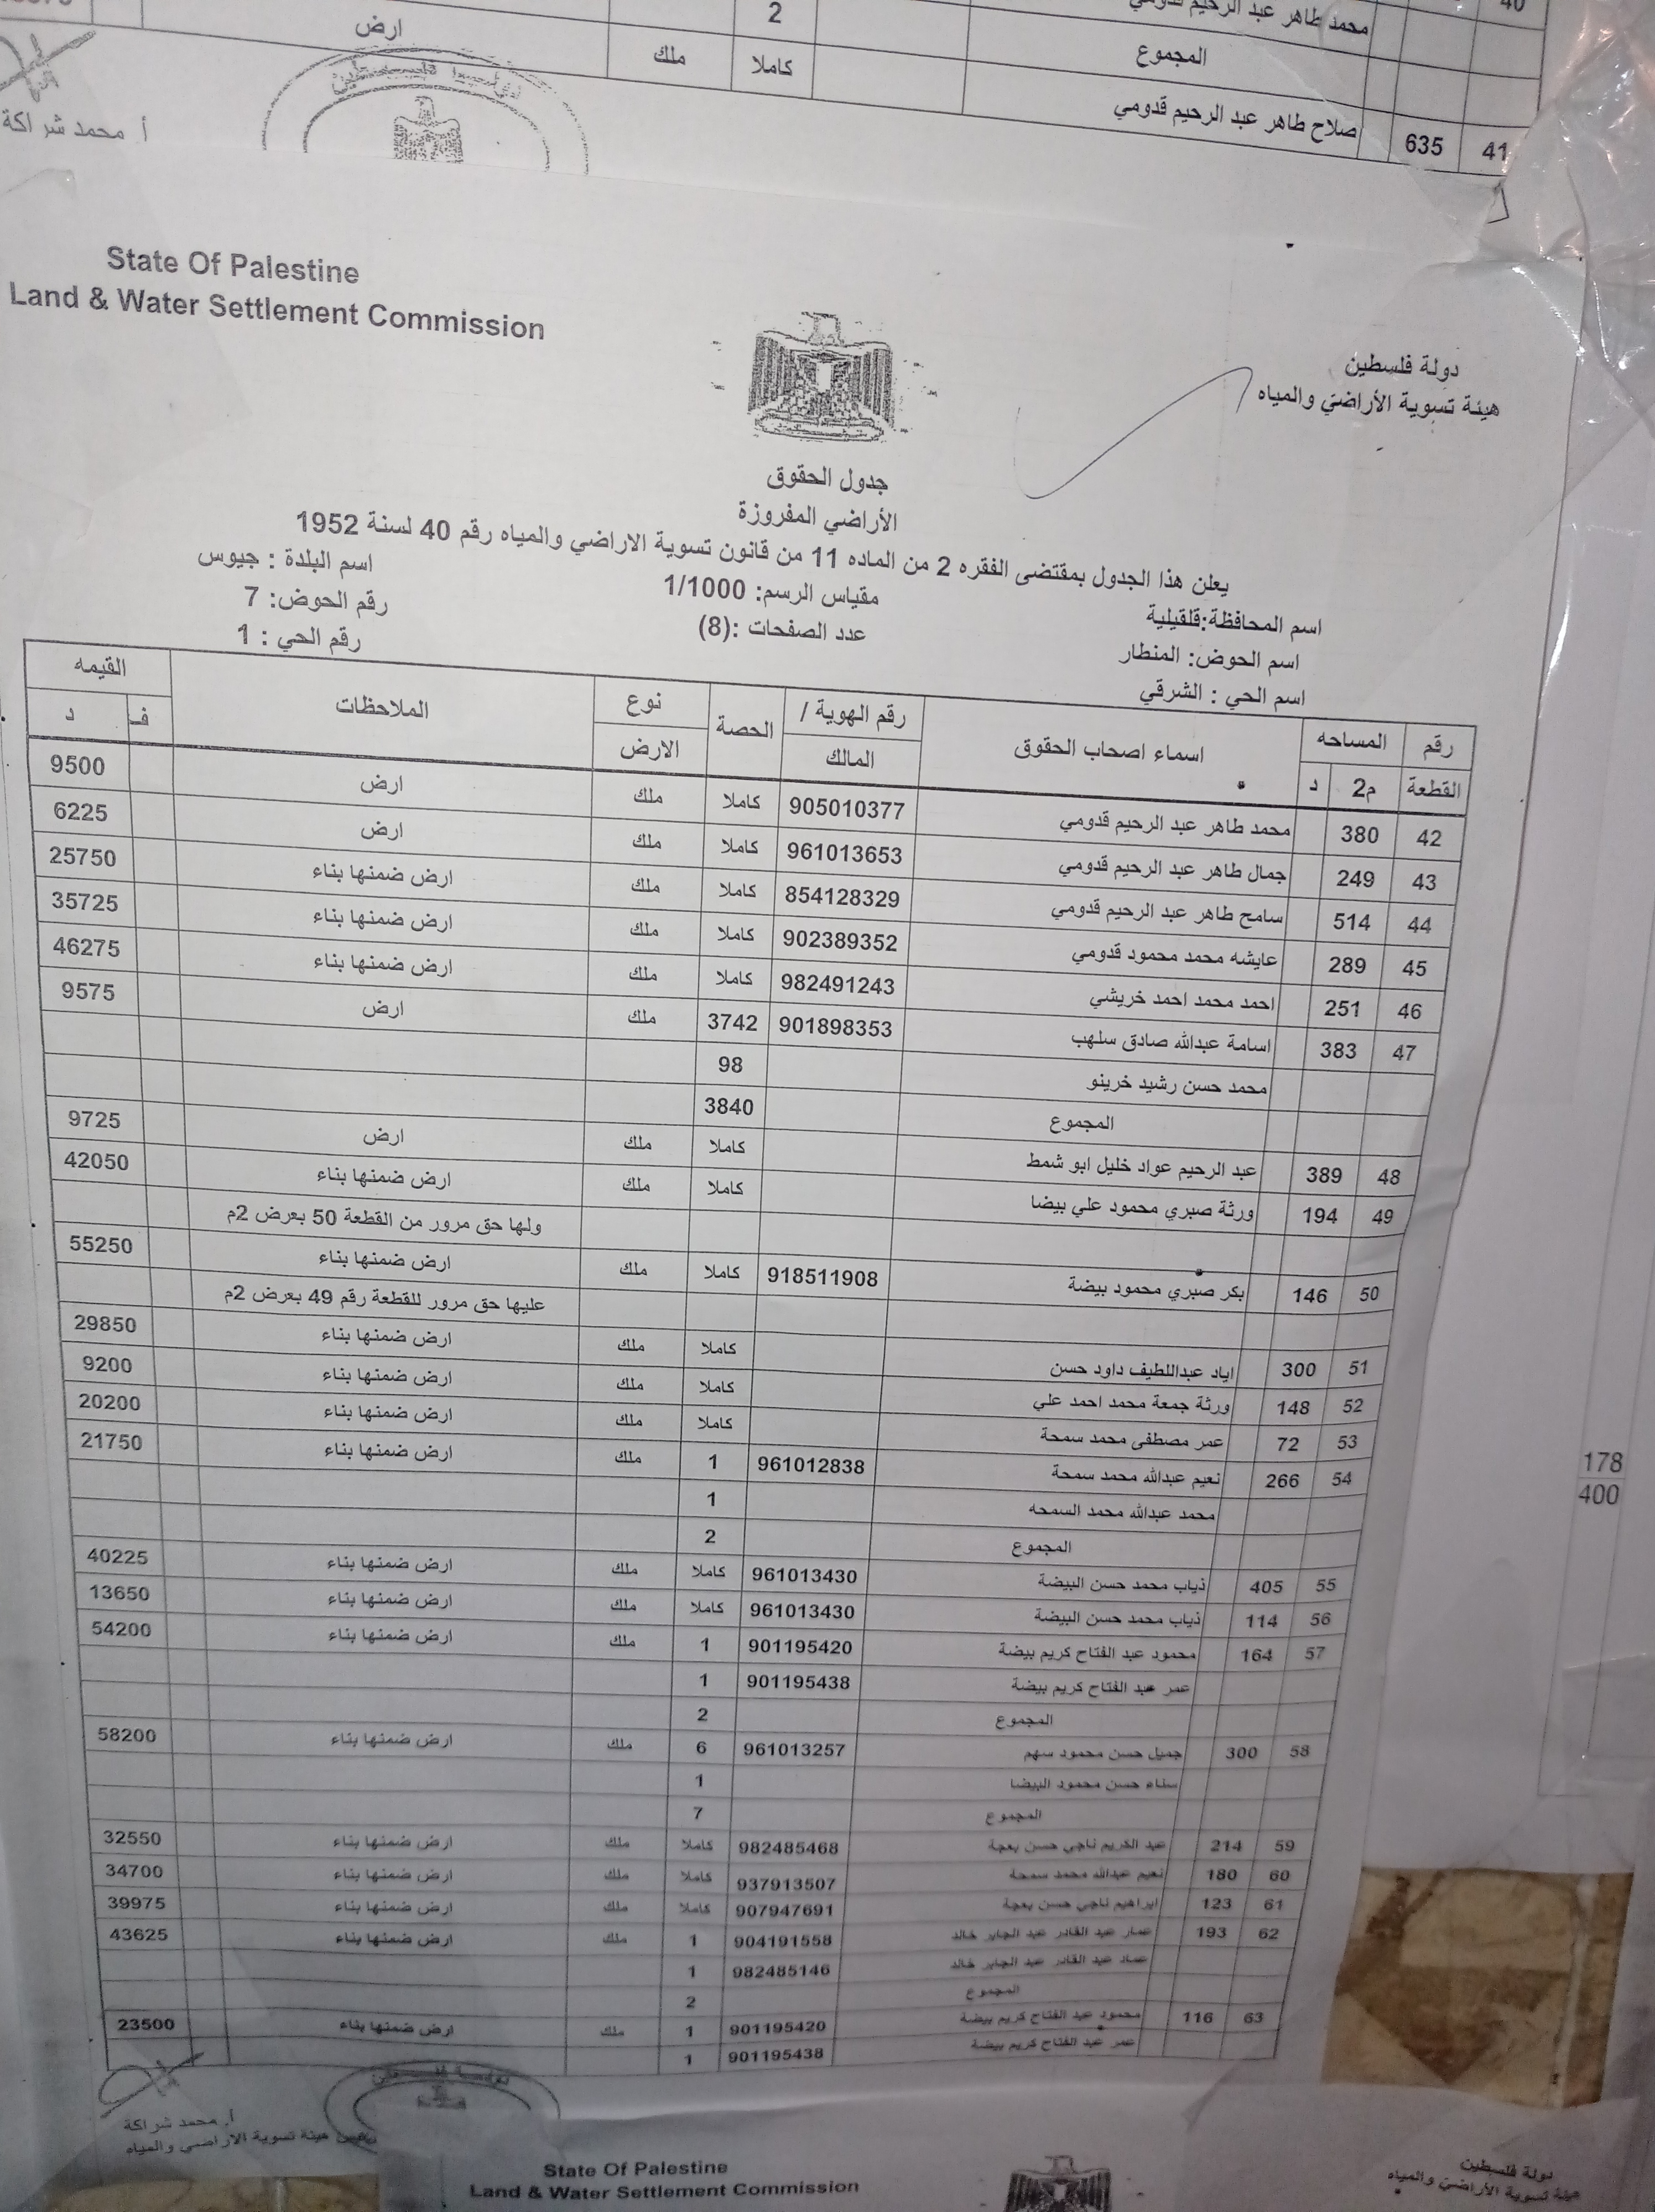 محمد طاهر عبد الرحيم قدومي 2
40
المجموع كاملا ملك ارض
41 635 صلاح طاهر عبد الرحيم قدومي
دولة فلسطين
أ محمد شراكة
State Of Palestine
Land & Water Settlement Commission
دولة فلسطين
هيئة تسوية الأراضي والمياه
جدول الحقوق
الأراضي المفروزة
يعلن هذا الجدول بمقتضى الفقره 2 من الماده 11 من قانون تسوية الاراضي والمياه رقم 40 لسنة 1952
اسم المحافظة:قلقيلية مقياس الرسم: 1/1000 اسم البلدة : جيوس
اسم الحوض: المنطار عدد الصفحات :(8) رقم الحوض: 7
اسم الحي : الشرقي رقم الحي : 1
رقم المساحه اسماء اصحاب الحقوق رقم الهوية / الحصة نوع الملاحظات القيمه
القطعة م2 د المالك الارض ف د
42 380 محمد طاهر عبد الرحيم قدومي 905010377 كاملا ملك ارض 9500
43 249 جمال طاهر عبد الرحيم قدومي 961013653 كاملا ملك ارض 6225
44 514 سامح طاهر عبد الرحيم قدومي 854128329 كاملا ملك ارض ضمنها بناء 25750
45 289 عايشه محمد محمود قدومي 902389352 كاملا ملك ارض ضمنها بناء 35725
46 251 احمد محمد احمد خريشي 982491243 كاملا ملك ارض ضمنها بناء 46275
47 383 اسامة عبدالله صادق سلهب 901898353 3742 ملك ارض 9575
محمد حسن رشيد خرينو 98
المجموع 3840
48 389 عبد الرحيم عواد خليل ابو شمط كاملا ملك ارض 9725
49 194 ورثة صبري محمود علي بيضا كاملا ملك ارض ضمنها بناء 42050
ولها حق مرور من القطعة 50 بعرض 2م
50 146 بكر صبري محمود بيضة 918511908 كاملا ملك ارض ضمنها بناء 55250
عليها حق مرور للقطعة رقم 49 بعرض 2م
51 300 اياد عبداللطيف داود حسن كاملا ملك ارض ضمنها بناء 29850
52 148 ورثة جمعة محمد احمد علي كاملا ملك ارض ضمنها بناء 9200
53 72 عمر مصطفى محمد سمحة كاملا ملك ارض ضمنها بناء 20200
54 266 نعيم عبدالله محمد سمحة 961012838 1 ملك ارض ضمنها بناء 21750
محمد عبدالله محمد السمحه 1
المجموع 2
55 405 ذياب محمد حسن البيضة 961013430 كاملا ملك ارض ضمنها بناء 40225
56 114 ذياب محمد حسن البيضة 961013430 كاملا ملك ارض ضمنها بناء 13650
57 164 محمود عبد الفتاح كريم بيضة 901195420 1 ملك ارض ضمنها بناء 54200
عمر عبد الفتاح كريم بيضة 901195438 1
المجموع 2
58 300 جميل حسن محمود سهم 961013257 6 ملك ارض ضمنها بناء 58200
سناء حسن محمود البيضا 1
المجموع 7
59 214 عبد الكريم ناجي حسن بعجة 982485468 كاملا ملك ارض ضمنها بناء 32550
60 180 نعيم عبدالله محمد سمحة 937913507 كاملا ملك ارض ضمنها بناء 34700
61 123 ابراهيم ناجي حسن بعجة 907947691 كاملا ملك ارض ضمنها بناء 39975
62 193 عمار عبد القادر عبد الجابر خالد 904191558 1 ملك ارض ضمنها بناء 43625
عماد عبد القادر عبد الجابر خالد 982485146 1
المجموع 2
63 116 محمود عبد الفتاح كريم بيضة 901195420 1 ملك ارض ضمنها بناء 23500
عمر عبد الفتاح كريم بيضة 901195438 1
178
400
أ. محمد شراكة
هيئة تسوية الاراضي والمياه
State Of Palestine
Land & Water Settlement Commission
دولة فلسطين
هيئة تسوية الأراضي والمياه